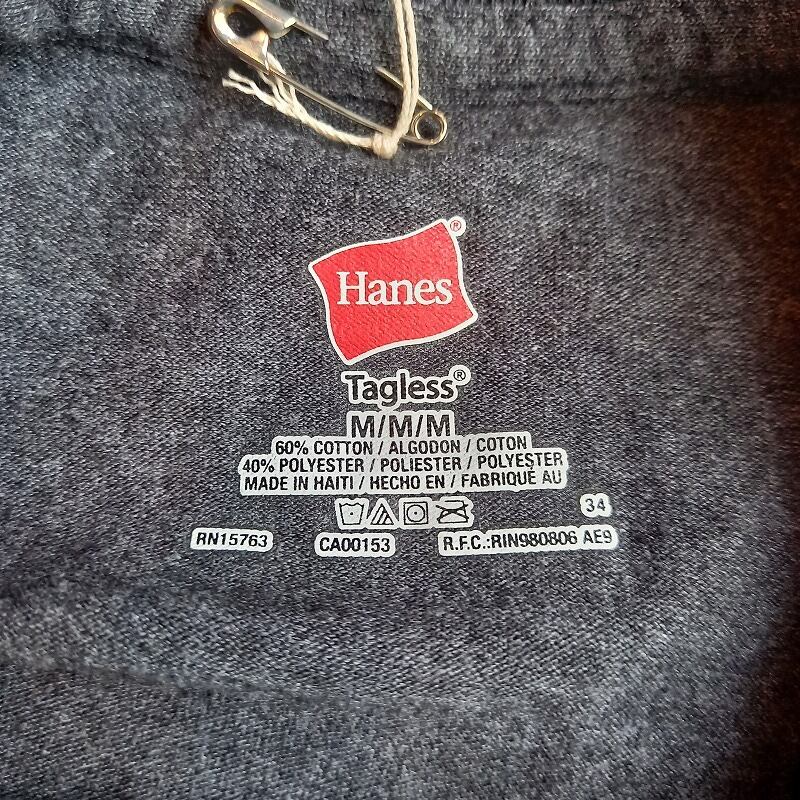 Hanes®
Tagless®
M/M/M
60% COTTON / ALGODON / COTON
40% POLYESTER / POLIESTER / POLYESTER
MADE IN HAITI / HECHO EN / FABRIQUÉ AU
34
RN15763 CA00153 R.F.C.:RIN980806 AE9